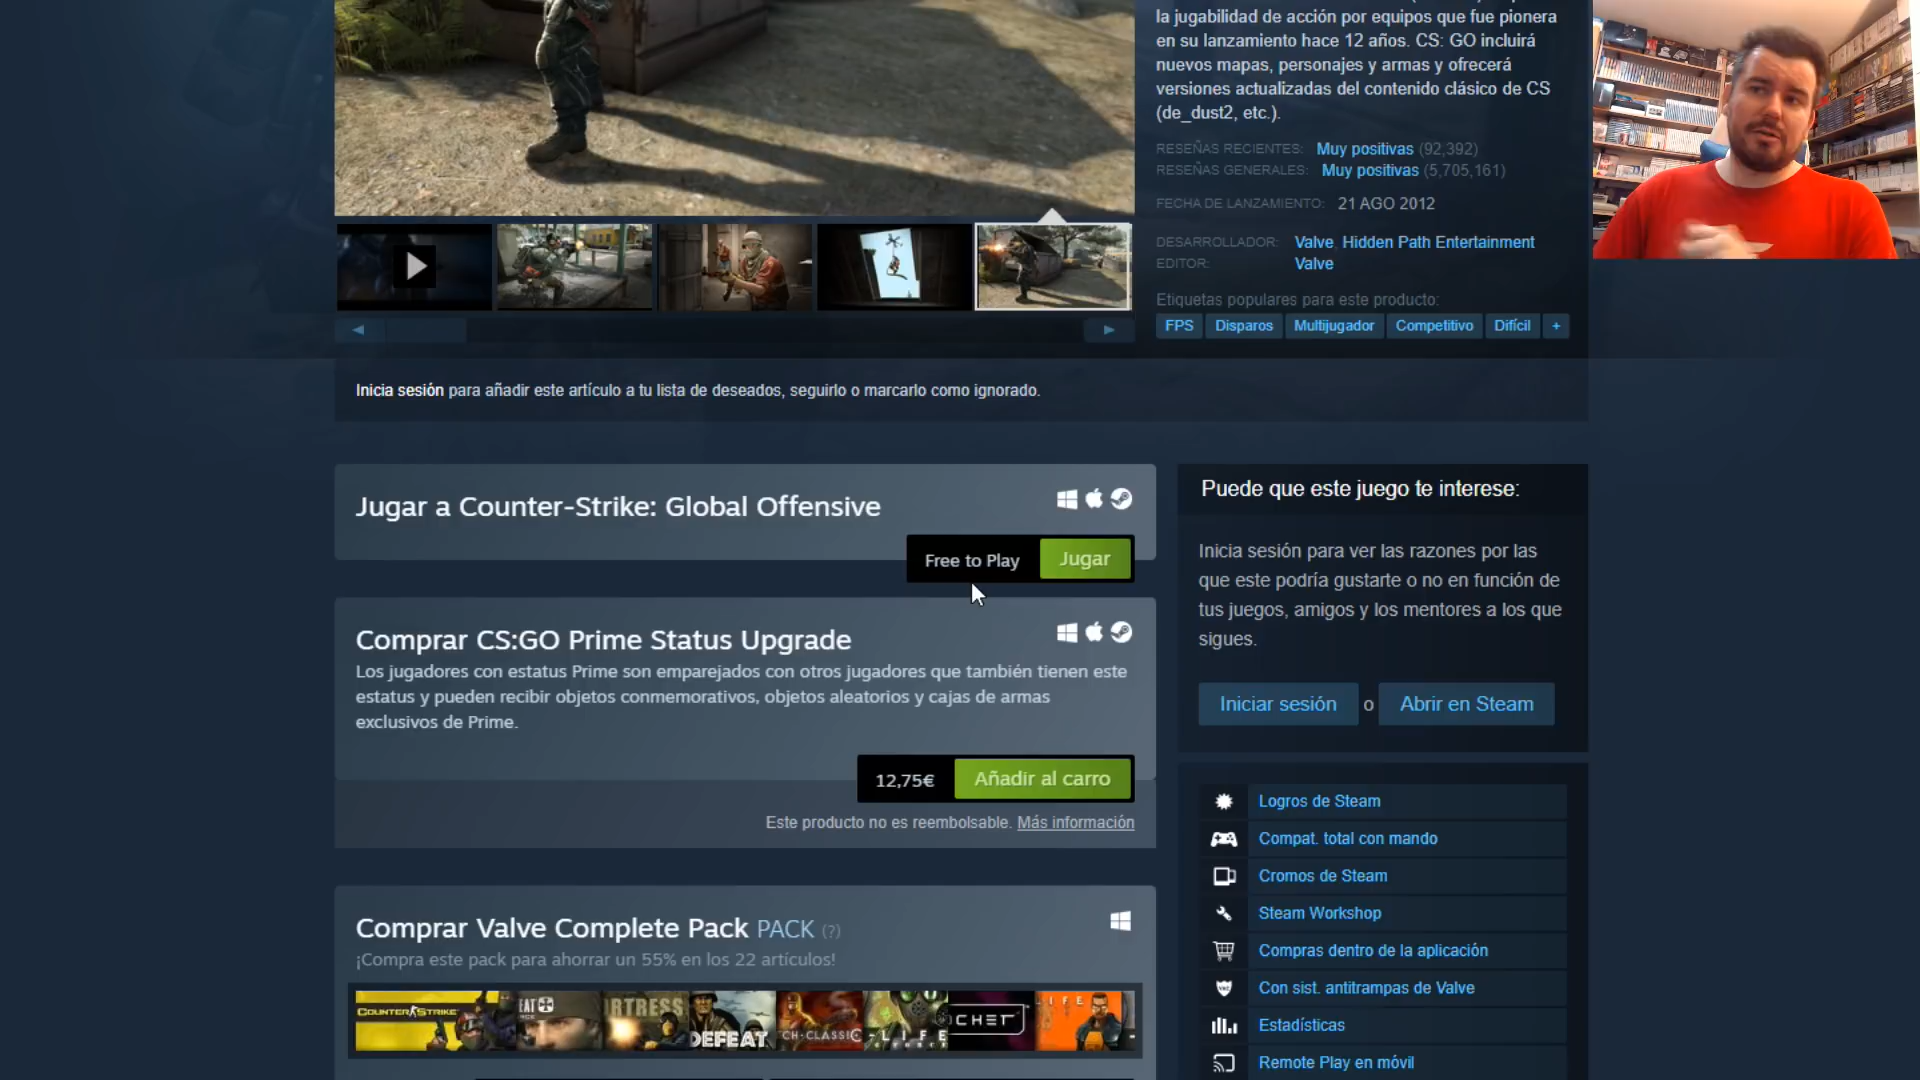 la jugabilidad de acción por equipos que fue pionera
en su lanzamiento hace 12 años. CS: GO incluirá
nuevos mapas, personajes y armas y ofrecerá
versiones actualizadas del contenido clásico de CS
(de_dust2, etc.).
RESEÑAS RECIENTES: Muy positivas (92,392)
RESEÑAS GENERALES: Muy positivas (5,705,161)
FECHA DE LANZAMIENTO: 21 AGO 2012
DESARROLLADOR: Valve, Hidden Path Entertainment
EDITOR: Valve
Etiquetas populares para este producto:
FPS Disparos Multijugador Competitivo Difícil +
Inicia sesión para añadir este artículo a tu lista de deseados, seguirlo o marcarlo como ignorado.
Jugar a Counter-Strike: Global Offensive
Free to Play Jugar
Comprar CS:GO Prime Status Upgrade
Los jugadores con estatus Prime son emparejados con otros jugadores que también tienen este
estatus y pueden recibir objetos conmemorativos, objetos aleatorios y cajas de armas
exclusivos de Prime.
12,75€ Añadir al carro
Este producto no es reembolsable. Más información
Comprar Valve Complete Pack PACK (?)
¡Compra este pack para ahorrar un 55% en los 22 artículos!
COUNTER STRIKE
DEFEAT
Puede que este juego te interese:
Inicia sesión para ver las razones por las
que este podría gustarte o no en función de
tus juegos, amigos y los mentores a los que
sigues.
Iniciar sesión o Abrir en Steam
Logros de Steam
Compat. total con mando
Cromos de Steam
Steam Workshop
Compras dentro de la aplicación
Con sist. antitrampas de Valve
Estadísticas
Remote Play en móvil